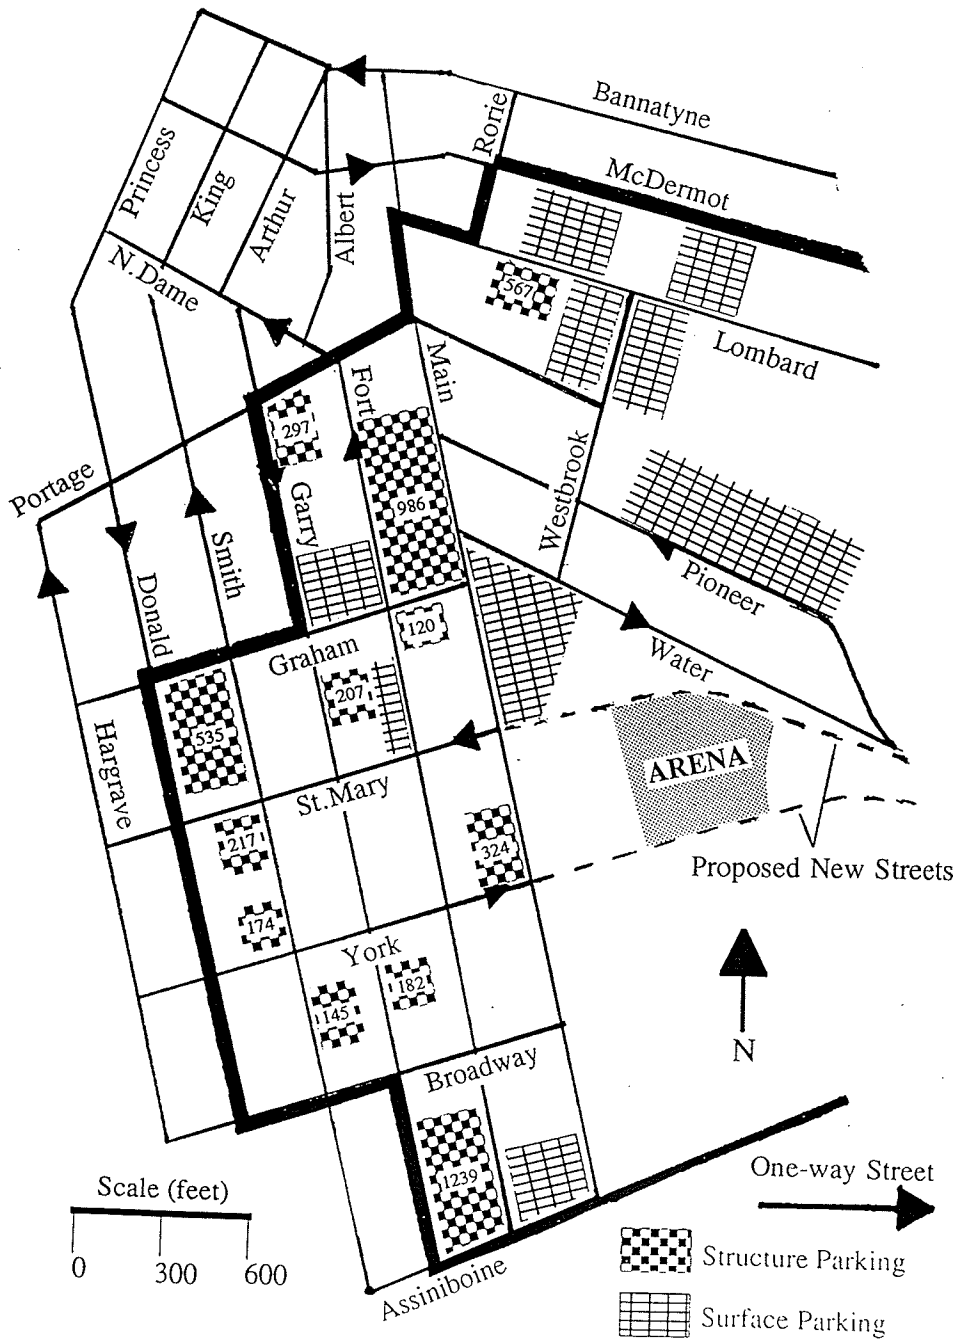 Bannatyne
Rorie
McDermot
Princess
King
Arthur
Albert
N. Dame
567
Lombard
Main
Fort
297
Portage
Garry
986
Westbrook
Smith
Donald
Pioneer
120
Graham
Water
207
535
Hargrave
ARENA
St.Mary
217
324
Proposed New Streets
174
York
182
145
N
Broadway
1239
One-way Street
Scale (feet)
0 300 600
Structure Parking
Assiniboine
Surface Parking